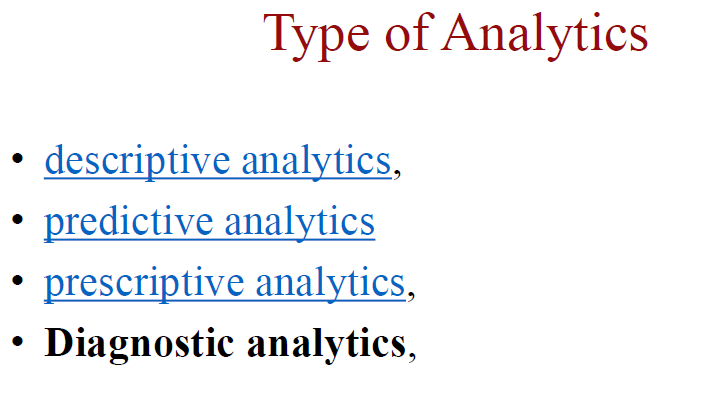 Type of Analytics
• descriptive analytics,
• predictive analytics
• prescriptive analytics,
• Diagnostic analytics,